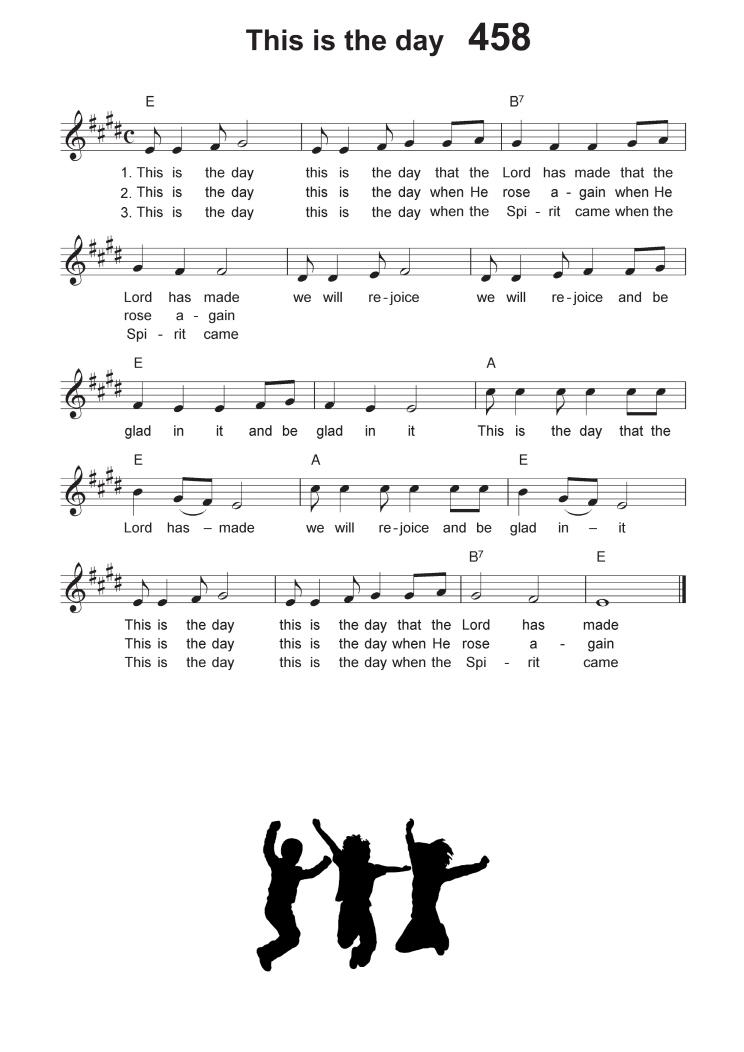 This is the day 458
E B7
1. This is the day this is the day that the Lord has made that the
2. This is the day this is the day when He rose a - gain when He
3. This is the day this is the day when the Spi - rit came when the
Lord has made we will re-joice we will re-joice and be
rose a - gain
Spi - rit came
E A
glad in it and be glad in it This is the day that the
E A E
Lord has – made we will re-joice and be glad in – it
B7 E
This is the day this is the day that the Lord has made
This is the day this is the day when He rose a - gain
This is the day this is the day when the Spi - rit came